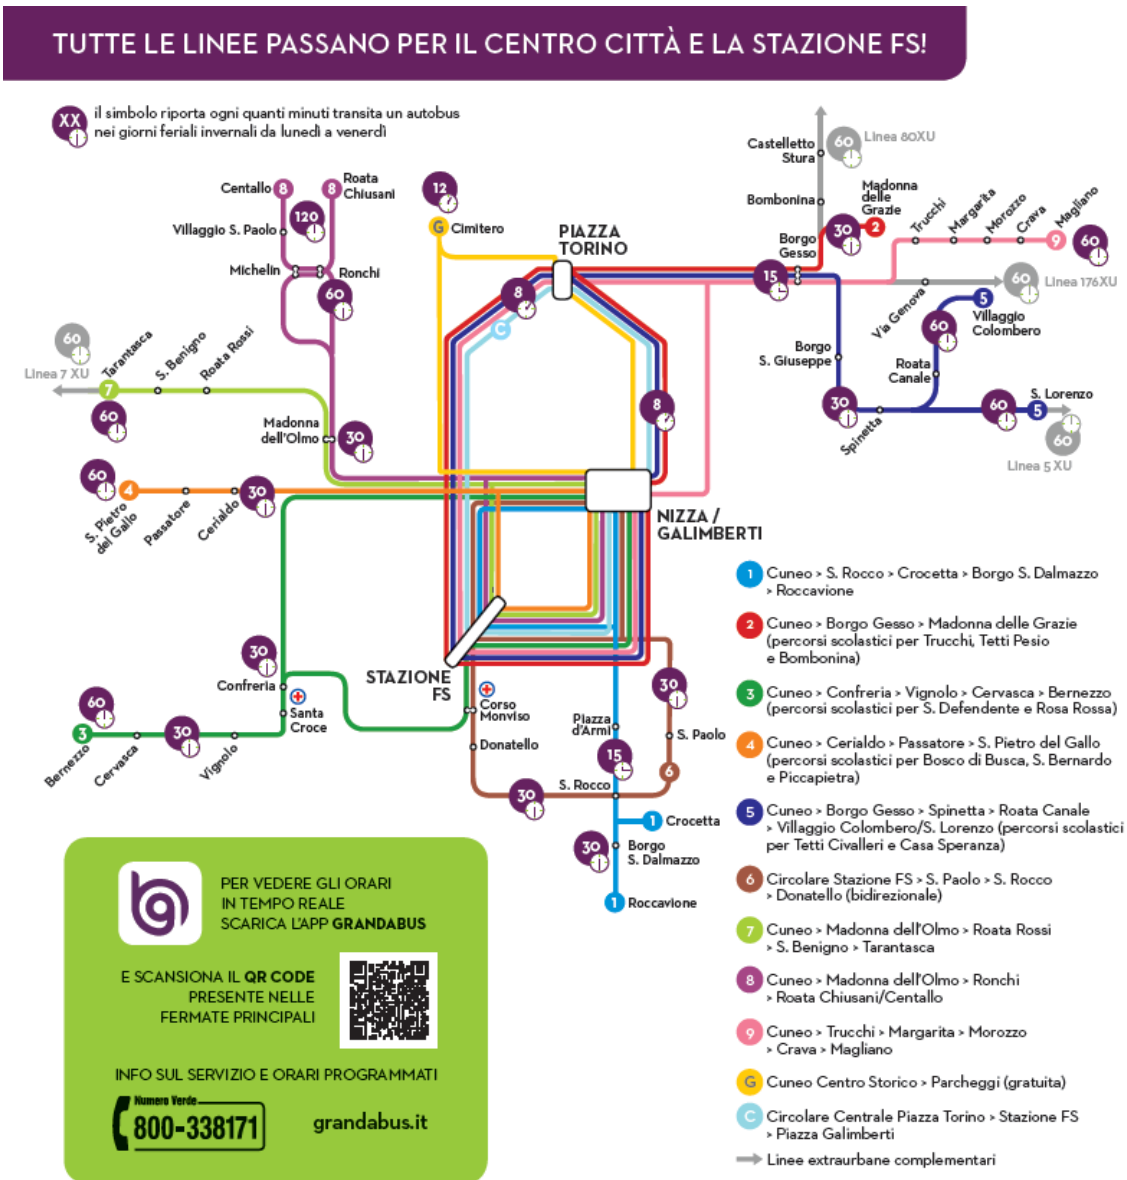 TUTTE LE LINEE PASSANO PER IL CENTRO CITTÀ E LA STAZIONE FS!
XX
il simbolo riporta ogni quanti minuti transita un autobus
nei giorni feriali invernali da lunedì a venerdì
Centallo
8
8
Roata
Chiusani
120
Villaggio S. Paolo
Michelin
Ronchi
60
12
G
Cimitero
PIAZZA
TORINO
8
C
8
Castelletto
Stura
60
Linea 80XU
Bombonina
Madonna
delle
Grazie
30
2
Borgo
Gesso
15
Trucchi
Margarita
Morozzo
Crava
Magliano
9
60
60
Linea 176XU
Via Genova
5
Villaggio
Colombero
60
Borgo
S. Giuseppe
Roata
Canale
30
Spinetta
60
5
S. Lorenzo
60
Linea 5 XU
60
Linea 7 XU
Tarantasca
S. Benigno
Roata Rossi
7
60
Madonna
dell'Olmo
30
60
4
S. Pietro
del Gallo
Passatore
Cerialdo
30
NIZZA /
GALIMBERTI
STAZIONE
FS
30
Confreria
Santa
Croce
60
3
Bernezzo
Cervasca
30
Vignolo
Corso
Monviso
Donatello
30
Piazza
d'Armi
15
S. Rocco
30
S. Paolo
6
1
Crocetta
30
Borgo
S. Dalmazzo
1
Roccavione
1
Cuneo > S. Rocco > Crocetta > Borgo S. Dalmazzo
> Roccavione
2
Cuneo > Borgo Gesso > Madonna delle Grazie
(percorsi scolastici per Trucchi, Tetti Pesio
e Bombonina)
3
Cuneo > Confreria > Vignolo > Cervasca > Bernezzo
(percorsi scolastici per S. Defendente e Rosa Rossa)
4
Cuneo > Cerialdo > Passatore > S. Pietro del Gallo
(percorsi scolastici per Bosco di Busca, S. Bernardo
e Piccapietra)
5
Cuneo > Borgo Gesso > Spinetta > Roata Canale
> Villaggio Colombero/S. Lorenzo (percorsi scolastici
per Tetti Civalleri e Casa Speranza)
6
Circolare Stazione FS > S. Paolo > S. Rocco
> Donatello (bidirezionale)
7
Cuneo > Madonna dell'Olmo > Roata Rossi
> S. Benigno > Tarantasca
8
Cuneo > Madonna dell'Olmo > Ronchi
> Roata Chiusani/Centallo
9
Cuneo > Trucchi > Margarita > Morozzo
> Crava > Magliano
G
Cuneo Centro Storico > Parcheggi (gratuita)
C
Circolare Centrale Piazza Torino > Stazione FS
> Piazza Galimberti
Linee extraurbane complementari
bg
PER VEDERE GLI ORARI
IN TEMPO REALE
SCARICA L'APP GRANDABUS
E SCANSIONA IL QR CODE
PRESENTE NELLE
FERMATE PRINCIPALI
INFO SUL SERVIZIO E ORARI PROGRAMMATI
Numero Verde
800-338171
grandabus.it